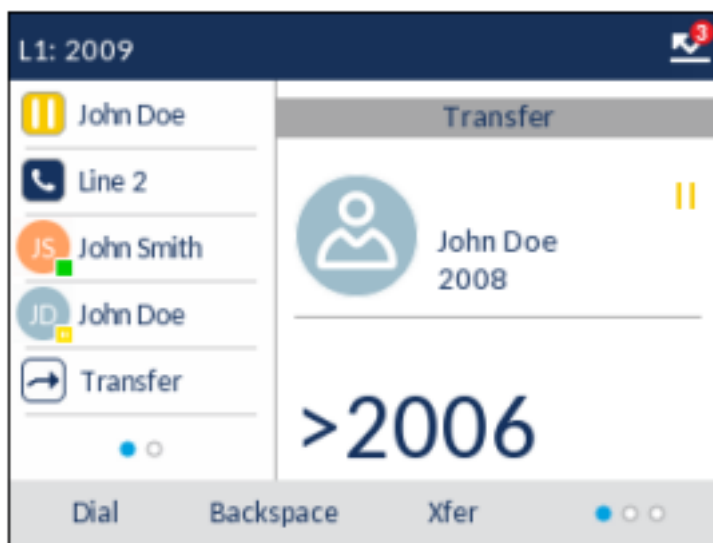 L1: 2009
3
John Doe
Line 2
JS John Smith
JD John Doe
Transfer
Transfer
John Doe
2008
>2006
Dial Backspace Xfer